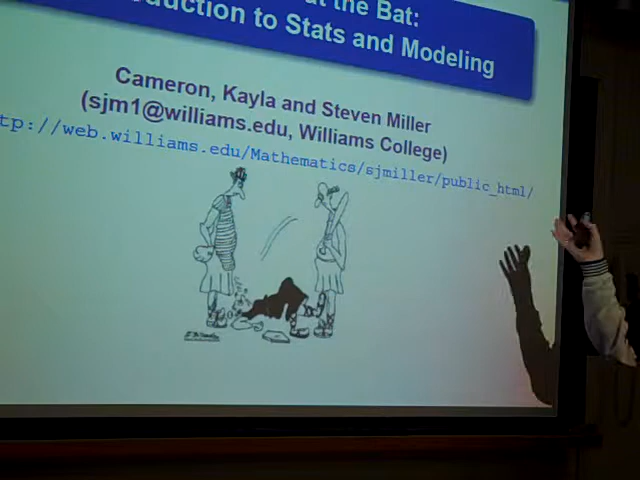 the Bat:
duction to Stats and Modeling
Cameron, Kayla and Steven Miller
(sjm1@williams.edu, Williams College)
tp://web.williams.edu/Mathematics/sjmiller/public_html/